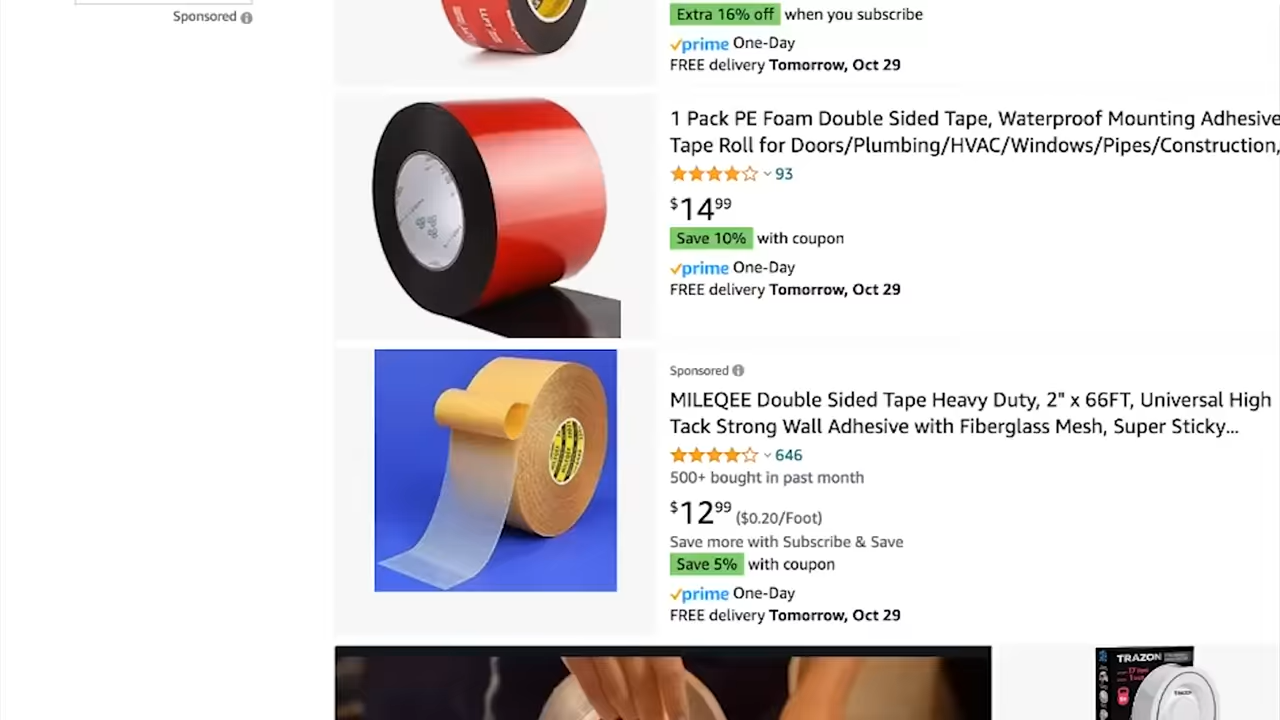 Sponsored
Extra 16% off when you subscribe
prime One-Day
FREE delivery Tomorrow, Oct 29
1 Pack PE Foam Double Sided Tape, Waterproof Mounting Adhesive
Tape Roll for Doors/Plumbing/HVAC/Windows/Pipes/Construction,
93
$14.99
Save 10% with coupon
prime One-Day
FREE delivery Tomorrow, Oct 29
Sponsored
MILEQEE Double Sided Tape Heavy Duty, 2" x 66FT, Universal High
Tack Strong Wall Adhesive with Fiberglass Mesh, Super Sticky...
646
500+ bought in past month
$12.99 ($0.20/Foot)
Save more with Subscribe & Save
Save 5% with coupon
prime One-Day
FREE delivery Tomorrow, Oct 29
TRAZON